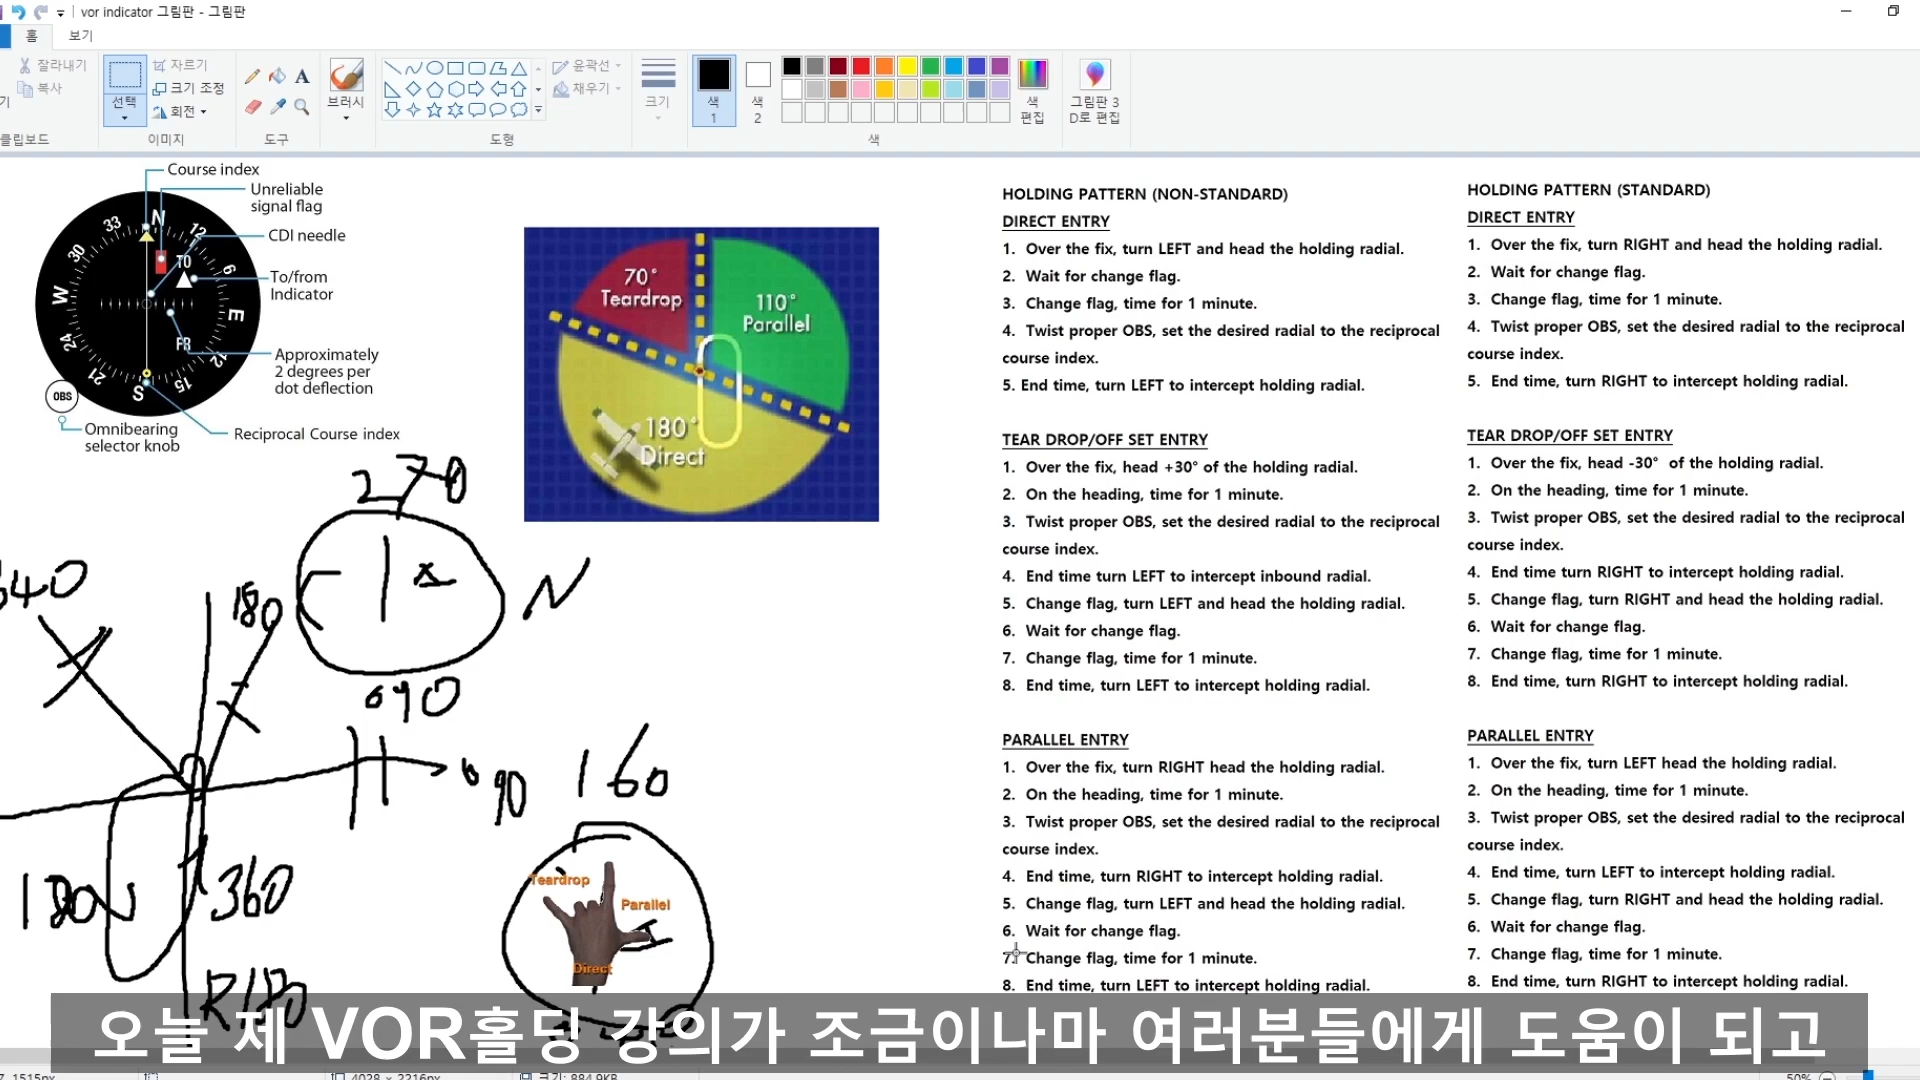 vor indicator 그림판 - 그림판
홈
보기
잘라내기
복사
클립보드
선택
자르기
크기 조정
회전
이미지
A
도구
브러시
도형
윤곽선
채우기
크기
색
1
색
2
색
편집
색
그림판 3
D로 편집
Course index
Unreliable
signal flag
CDI needle
To/from
Indicator
Approximately
2 degrees per
dot deflection
Omnibearing
selector knob
Reciprocal Course index
OBS
N
33
30
W
24
21
S
15
12
E
6
12
TO
FR
70°
Teardrop
110°
Parallel
180°
Direct
270
N
180
090
90
160
360
Teardrop
Parallel
Direct
HOLDING PATTERN (NON-STANDARD)
DIRECT ENTRY
1. Over the fix, turn LEFT and head the holding radial.
2. Wait for change flag.
3. Change flag, time for 1 minute.
4. Twist proper OBS, set the desired radial to the reciprocal
course index.
5. End time, turn LEFT to intercept holding radial.
TEAR DROP/OFF SET ENTRY
1. Over the fix, head +30° of the holding radial.
2. On the heading, time for 1 minute.
3. Twist proper OBS, set the desired radial to the reciprocal
course index.
4. End time turn LEFT to intercept inbound radial.
5. Change flag, turn LEFT and head the holding radial.
6. Wait for change flag.
7. Change flag, time for 1 minute.
8. End time, turn LEFT to intercept holding radial.
PARALLEL ENTRY
1. Over the fix, turn RIGHT head the holding radial.
2. On the heading, time for 1 minute.
3. Twist proper OBS, set the desired radial to the reciprocal
course index.
4. End time, turn RIGHT to intercept holding radial.
5. Change flag, turn LEFT and head the holding radial.
6. Wait for change flag.
7. Change flag, time for 1 minute.
8. End time, turn LEFT to intercept holding radial.
HOLDING PATTERN (STANDARD)
DIRECT ENTRY
1. Over the fix, turn RIGHT and head the holding radial.
2. Wait for change flag.
3. Change flag, time for 1 minute.
4. Twist proper OBS, set the desired radial to the reciprocal
course index.
5. End time, turn RIGHT to intercept holding radial.
TEAR DROP/OFF SET ENTRY
1. Over the fix, head -30° of the holding radial.
2. On the heading, time for 1 minute.
3. Twist proper OBS, set the desired radial to the reciprocal
course index.
4. End time turn RIGHT to intercept holding radial.
5. Change flag, turn RIGHT and head the holding radial.
6. Wait for change flag.
7. Change flag, time for 1 minute.
8. End time, turn RIGHT to intercept holding radial.
PARALLEL ENTRY
1. Over the fix, turn LEFT head the holding radial.
2. On the heading, time for 1 minute.
3. Twist proper OBS, set the desired radial to the reciprocal
course index.
4. End time, turn LEFT to intercept holding radial.
5. Change flag, turn RIGHT and head the holding radial.
6. Wait for change flag.
7. Change flag, time for 1 minute.
8. End time, turn RIGHT to intercept holding radial.
오늘 제 VOR홀딩 강의가 조금이나마 여러분들에게 도움이 되고